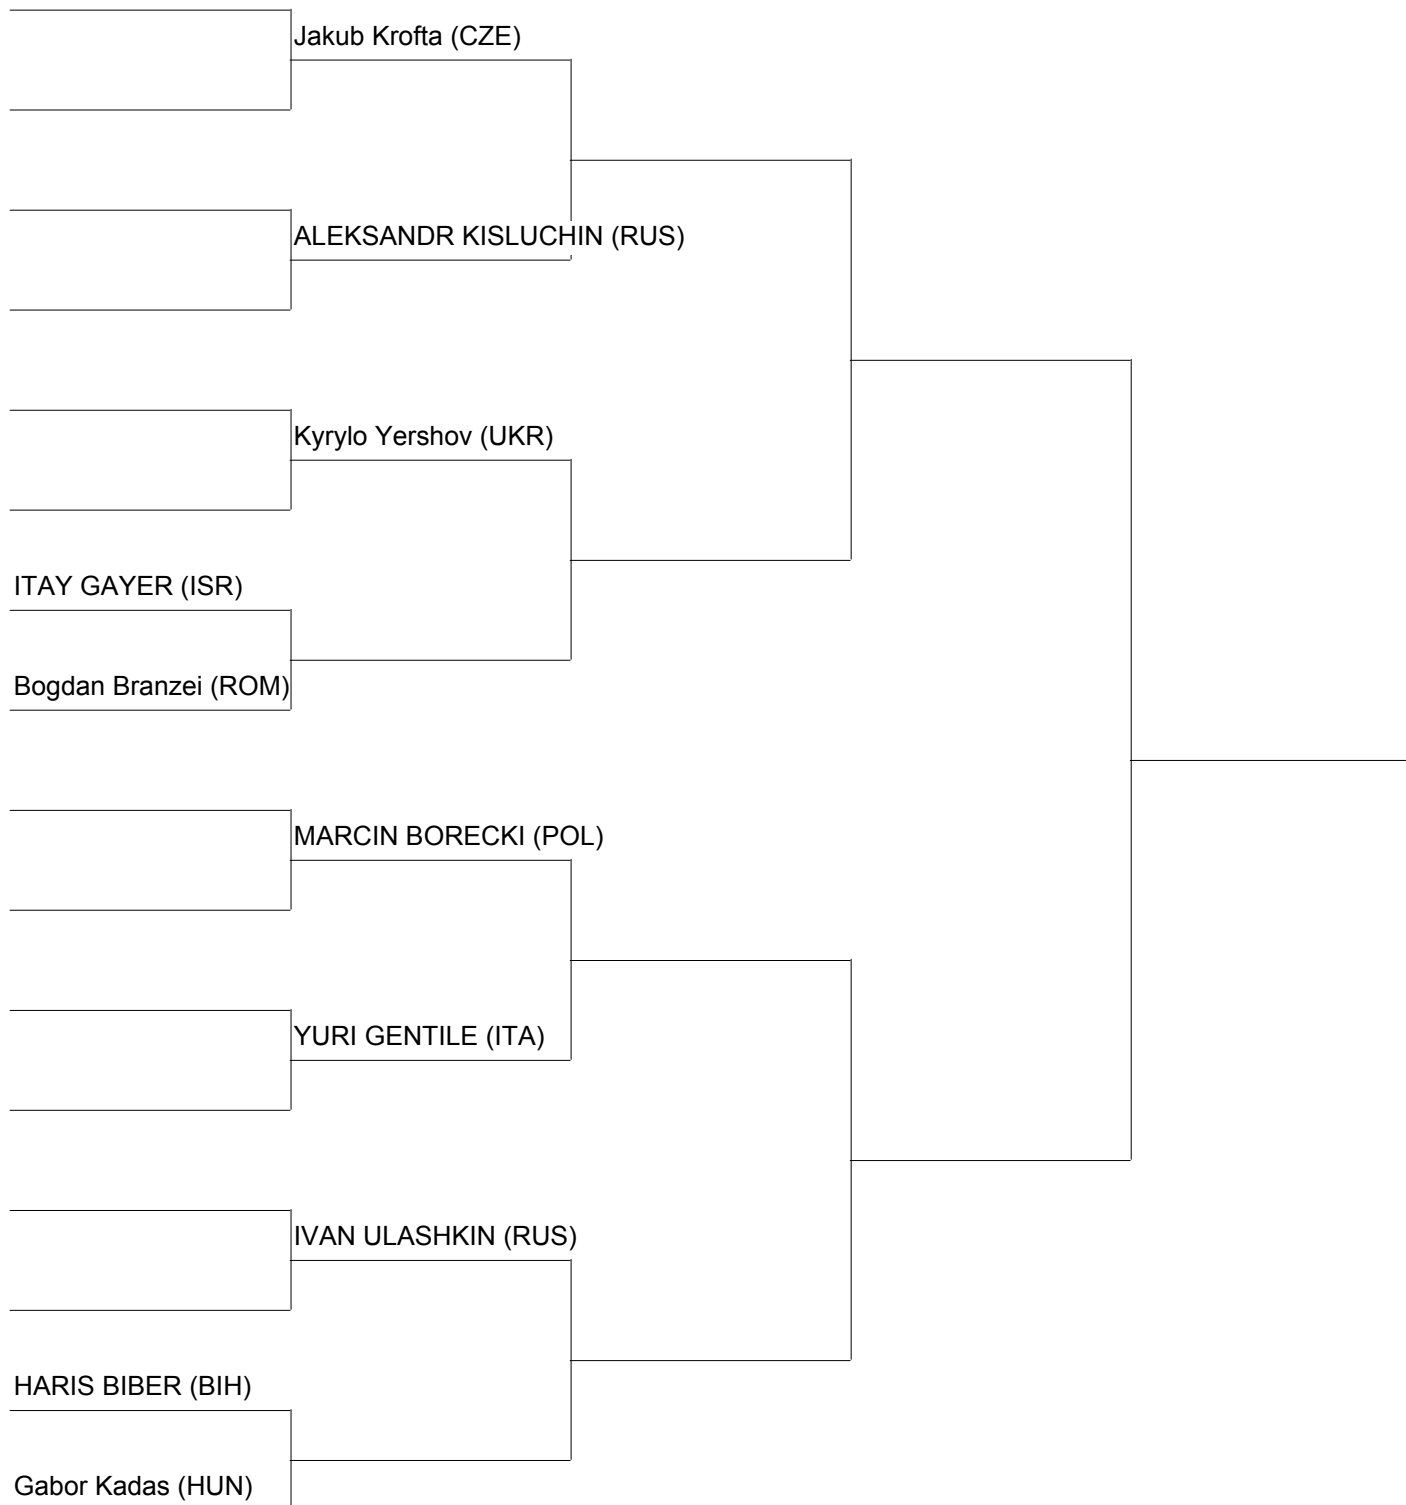 Jakub Krofta (CZE)
ALEKSANDR KISLUCHIN (RUS)
Kyrylo Yershov (UKR)
ITAY GAYER (ISR)
Bogdan Branzei (ROM)
MARCIN BORECKI (POL)
YURI GENTILE (ITA)
IVAN ULASHKIN (RUS)
HARIS BIBER (BIH)
Gabor Kadas (HUN)